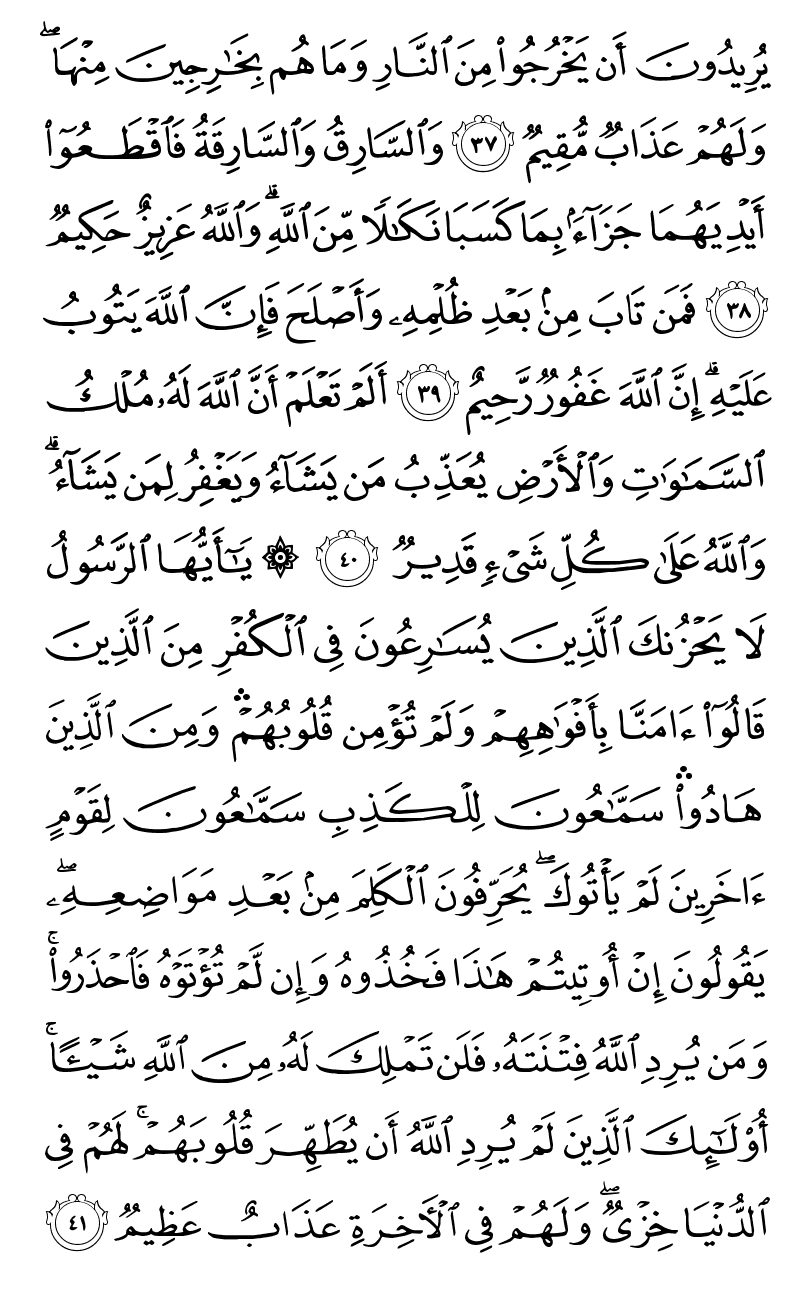 يُرِيدُونَ أَن يَخْرُجُوا۟ مِنَ ٱلنَّارِ وَمَا هُم بِخَـٰرِجِينَ مِنْهَا ۖ
وَلَهُمْ عَذَابٌ مُّقِيمٌ ٣٧ وَٱلسَّارِقُ وَٱلسَّارِقَةُ فَٱقْطَعُوٓا۟
أَيْدِيَهُمَا جَزَآءًۢ بِمَا كَسَبَا نَكَـٰلًا مِّنَ ٱللَّهِ ۗ وَٱللَّهُ عَزِيزٌ حَكِيمٌ
٣٨ فَمَن تَابَ مِنۢ بَعْدِ ظُلْمِهِۦ وَأَصْلَحَ فَإِنَّ ٱللَّهَ يَتُوبُ
عَلَيْهِ ۗ إِنَّ ٱللَّهَ غَفُورٌ رَّحِيمٌ ٣٩ أَلَمْ تَعْلَمْ أَنَّ ٱللَّهَ لَهُۥ مُلْكُ
ٱلسَّمَـٰوَٰتِ وَٱلْأَرْضِ يُعَذِّبُ مَن يَشَآءُ وَيَغْفِرُ لِمَن يَشَآءُ ۗ
وَٱللَّهُ عَلَىٰ كُلِّ شَىْءٍ قَدِيرٌ ٤٠ ۞ يَـٰٓأَيُّهَا ٱلرَّسُولُ
لَا يَحْزُنكَ ٱلَّذِينَ يُسَـٰرِعُونَ فِى ٱلْكُفْرِ مِنَ ٱلَّذِينَ
قَالُوٓا۟ ءَامَنَّا بِأَفْوَٰهِهِمْ وَلَمْ تُؤْمِن قُلُوبُهُمْ ۛ وَمِنَ ٱلَّذِينَ
هَادُوا۟ ۛ سَمَّـٰعُونَ لِلْكَذِبِ سَمَّـٰعُونَ لِقَوْمٍ
ءَاخَرِينَ لَمْ يَأْتُوكَ ۖ يُحَرِّفُونَ ٱلْكَلِمَ مِنۢ بَعْدِ مَوَاضِعِهِۦ ۖ
يَقُولُونَ إِنْ أُوتِيتُمْ هَـٰذَا فَخُذُوهُ وَإِن لَّمْ تُؤْتَوْهُ فَٱحْذَرُوا۟ ۚ
وَمَن يُرِدِ ٱللَّهُ فِتْنَتَهُۥ فَلَن تَمْلِكَ لَهُۥ مِنَ ٱللَّهِ شَيْـًٔا ۚ
أُو۟لَـٰٓئِكَ ٱلَّذِينَ لَمْ يُرِدِ ٱللَّهُ أَن يُطَهِّرَ قُلُوبَهُمْ ۚ لَهُمْ فِى
ٱلدُّنْيَا خِزْىٌ ۖ وَلَهُمْ فِى ٱلْـَٔاخِرَةِ عَذَابٌ عَظِيمٌ ٤١